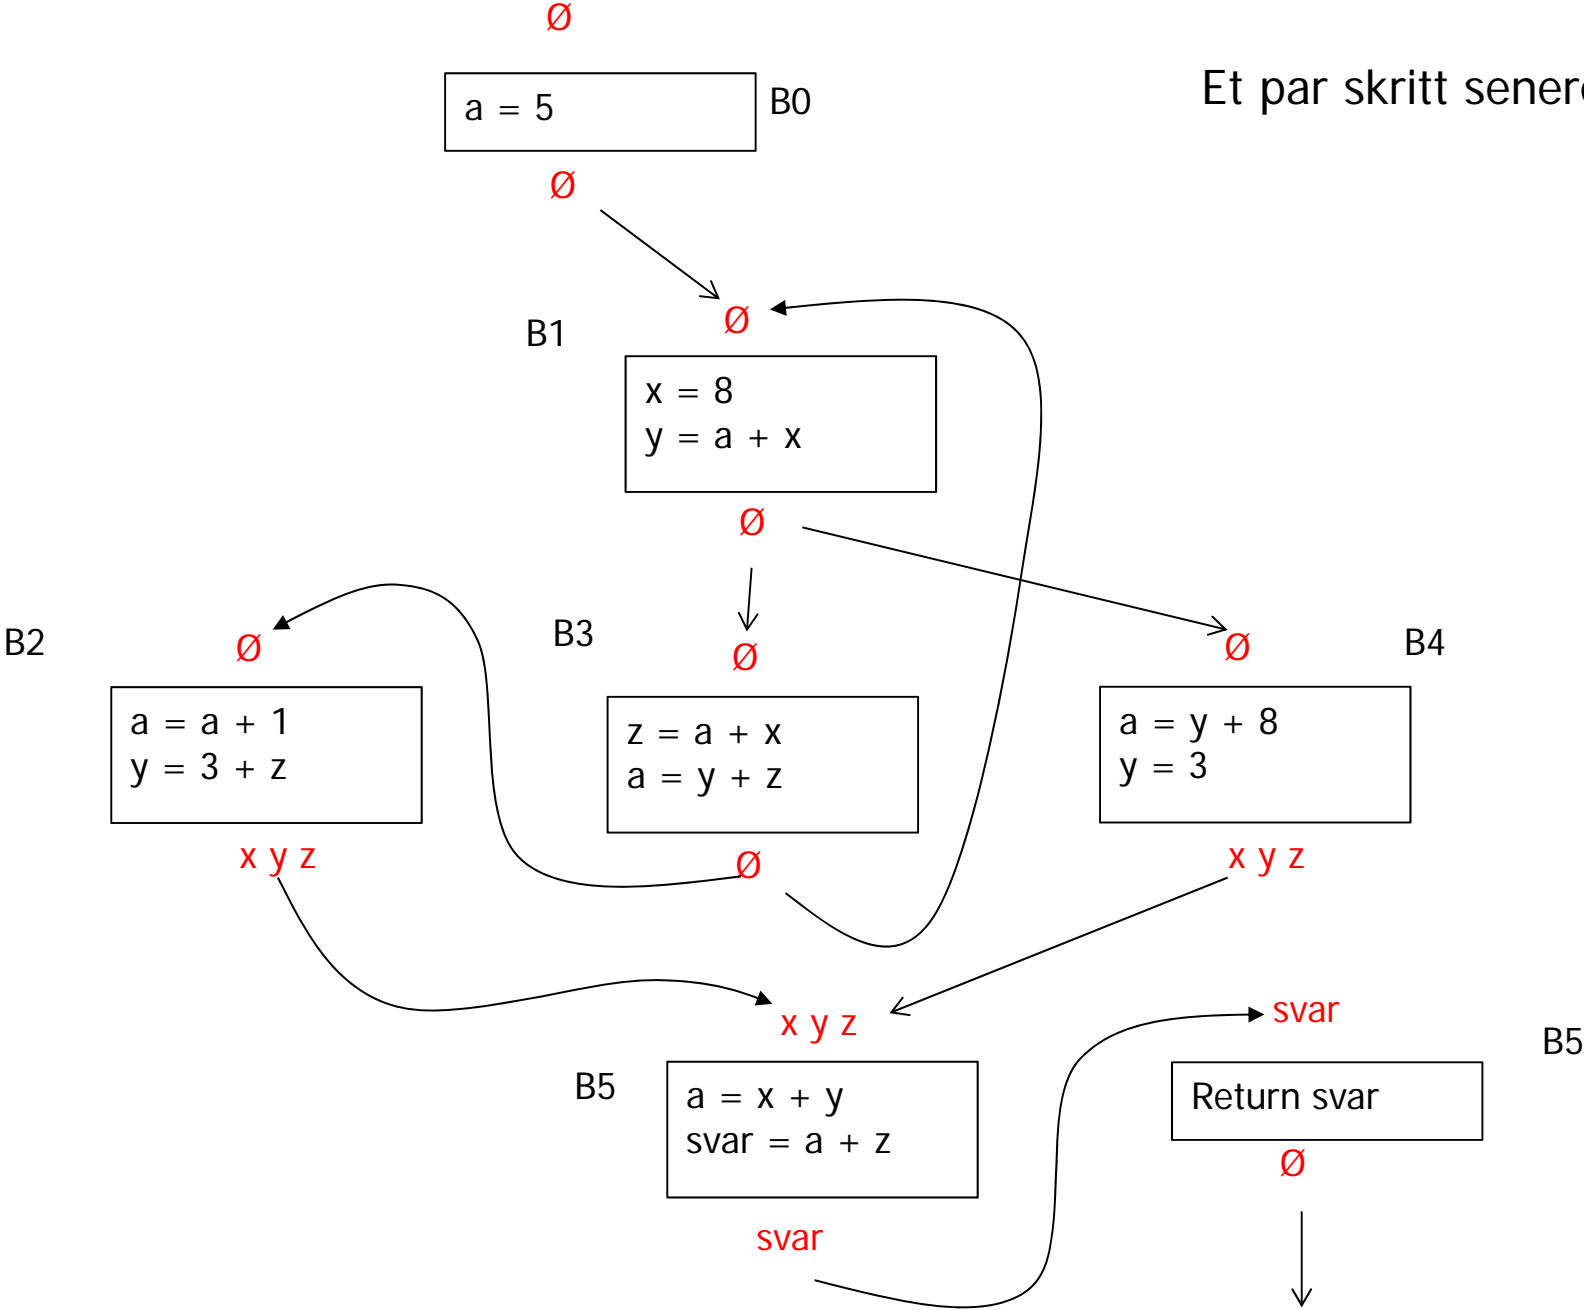 Ø
Et par skritt senere
a = 5
B0
Ø
B1
Ø
x = 8
y = a + x
Ø
B2
Ø
a = a + 1
y = 3 + z
x y z
B3
Ø
z = a + x
a = y + z
Ø
B4
Ø
a = y + 8
y = 3
x y z
x y z
B5
a = x + y
svar = a + z
svar
svar
B5
Return svar
Ø